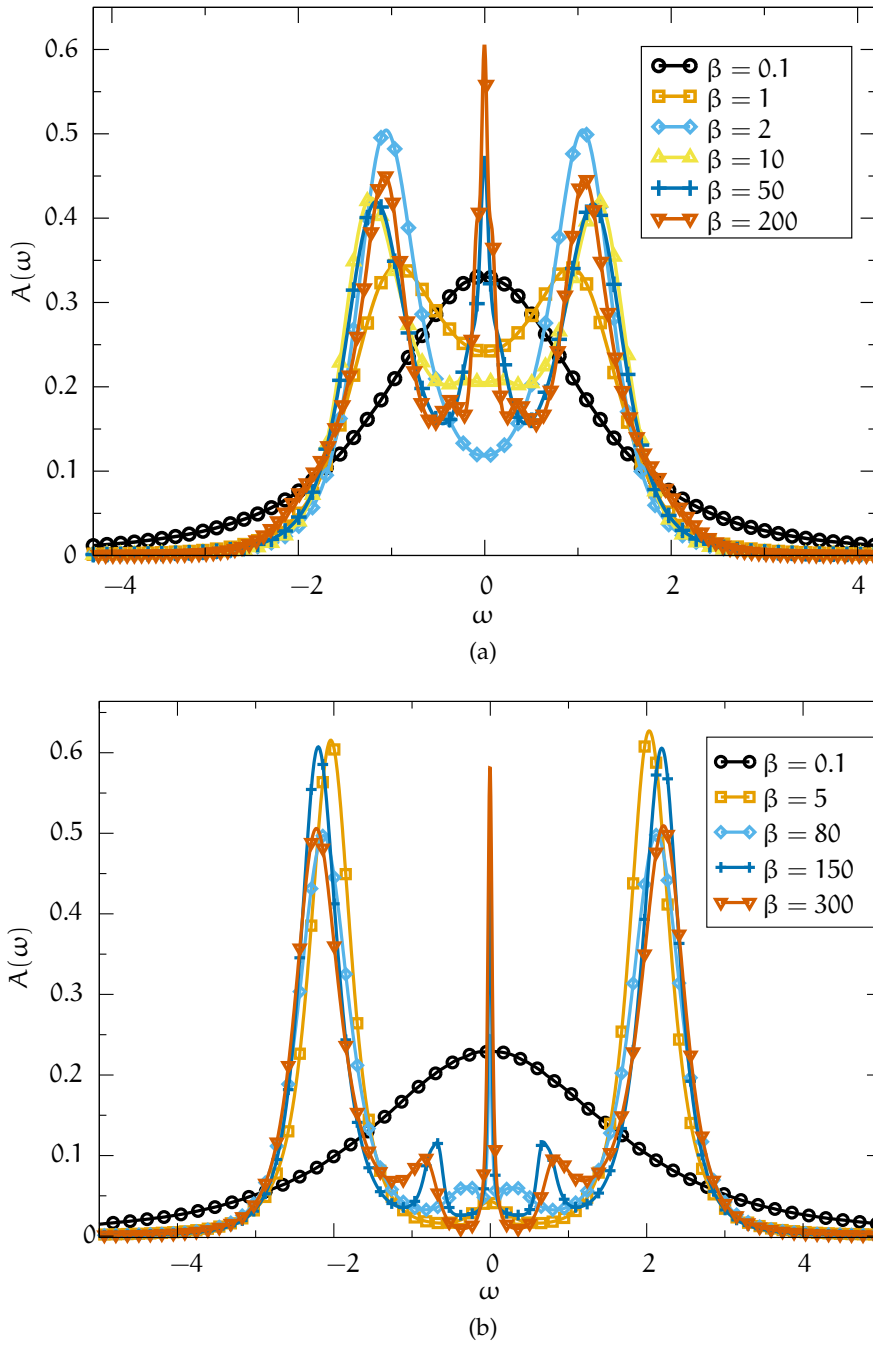 0.6
0.5
0.4
0.3
0.2
0.1
0
A(ω)
β = 0.1
β = 1
β = 2
β = 10
β = 50
β = 200
−4
−2
0
2
4
ω
(a)
0.6
0.5
0.4
0.3
0.2
0.1
0
A(ω)
β = 0.1
β = 5
β = 80
β = 150
β = 300
−4
−2
0
2
4
ω
(b)